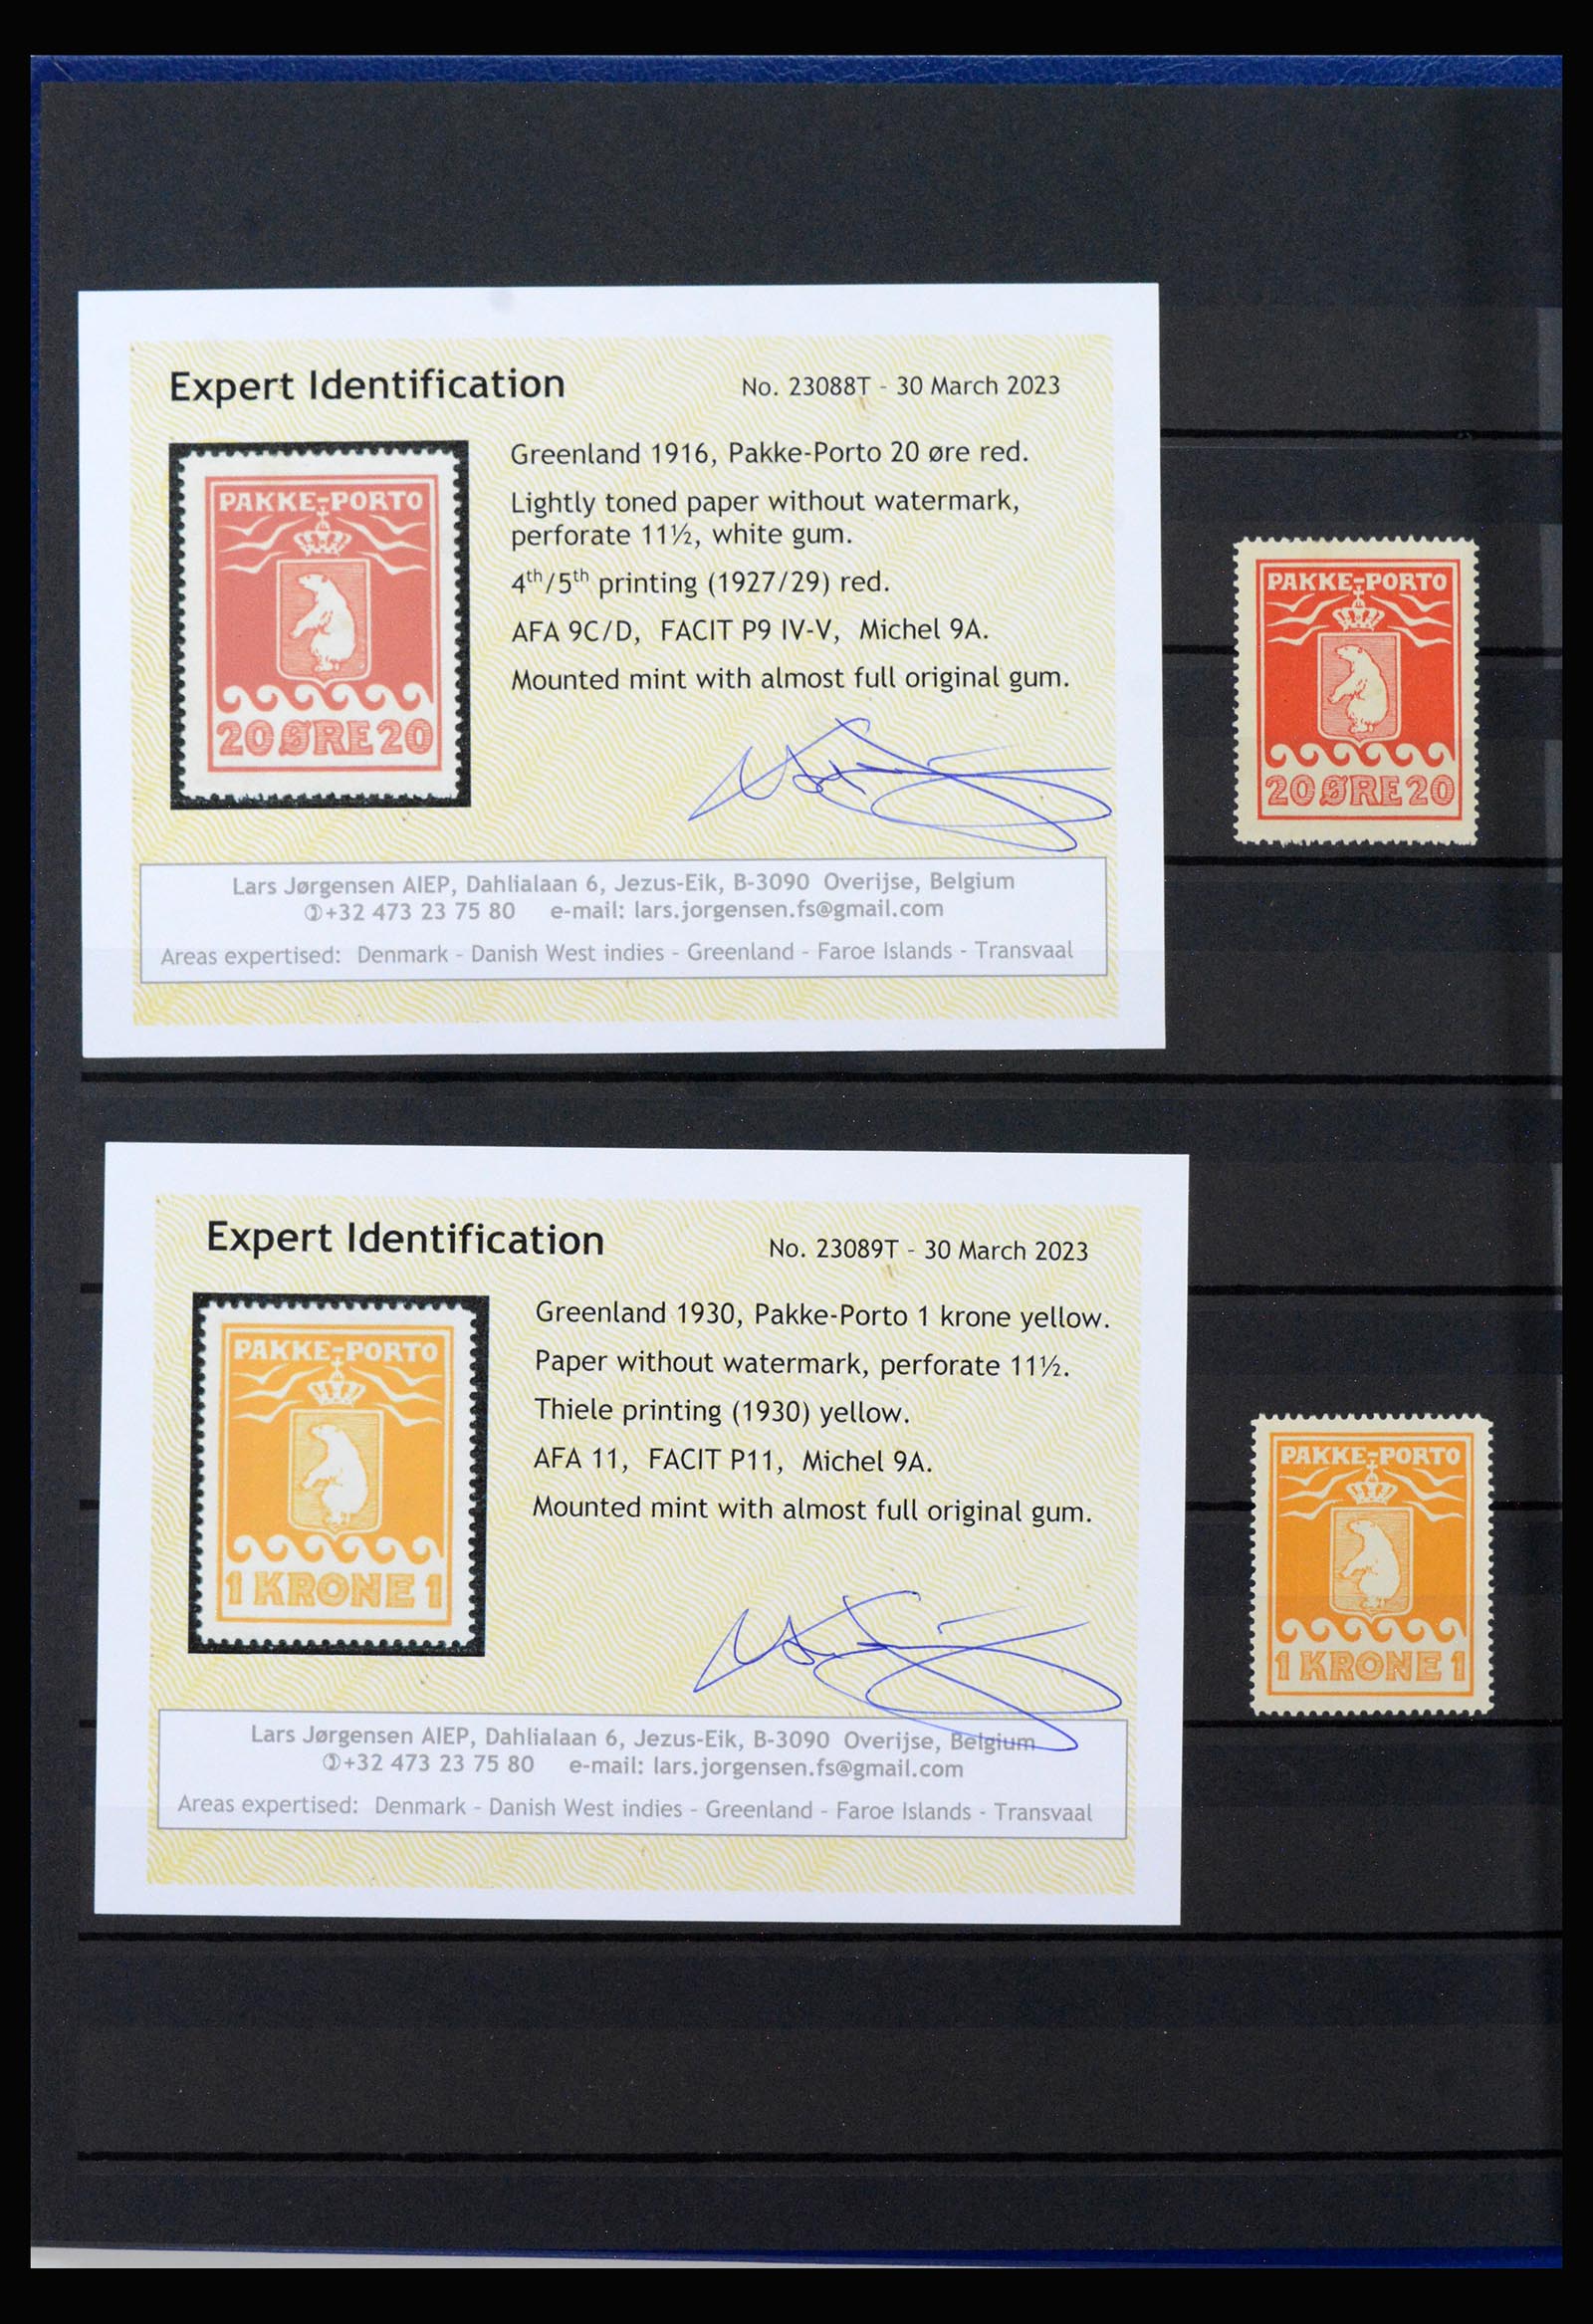 Expert Identification
No. 23088T - 30 March 2023
PAKKE-PORTO
20 ØRE 20
Greenland 1916, Pakke-Porto 20 øre red.
Lightly toned paper without watermark,
perforate 11½, white gum.
4th/5th printing (1927/29) red.
AFA 9C/D, FACIT P9 IV-V, Michel 9A.
Mounted mint with almost full original gum.
Lars Jørgensen AIEP, Dahlialaan 6, Jezus-Eik, B-3090 Overijse, Belgium
✆+32 473 23 75 80 e-mail: lars.jorgensen.fs@gmail.com
Areas expertised: Denmark - Danish West indies - Greenland - Faroe Islands - Transvaal
PAKKE-PORTO
20 ØRE 20
Expert Identification
No. 23089T - 30 March 2023
PAKKE-PORTO
1 KRONE 1
Greenland 1930, Pakke-Porto 1 krone yellow.
Paper without watermark, perforate 11½.
Thiele printing (1930) yellow.
AFA 11, FACIT P11, Michel 9A.
Mounted mint with almost full original gum.
Lars Jørgensen AIEP, Dahlialaan 6, Jezus-Eik, B-3090 Overijse, Belgium
✆+32 473 23 75 80 e-mail: lars.jorgensen.fs@gmail.com
Areas expertised: Denmark - Danish West indies - Greenland - Faroe Islands - Transvaal
PAKKE-PORTO
1 KRONE 1